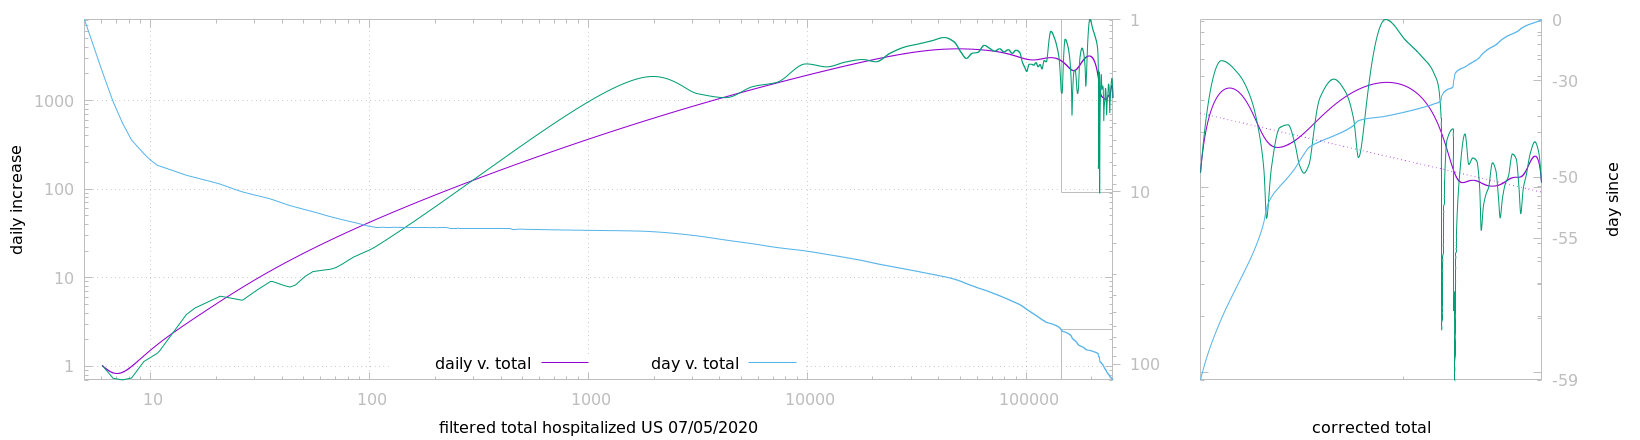 daily increase
1000
100
10
1
10
100
1000
10000
100000
filtered total hospitalized US 07/05/2020
daily v. total
day v. total
1
10
100
corrected total
0
-30
-50
-55
-59
day since